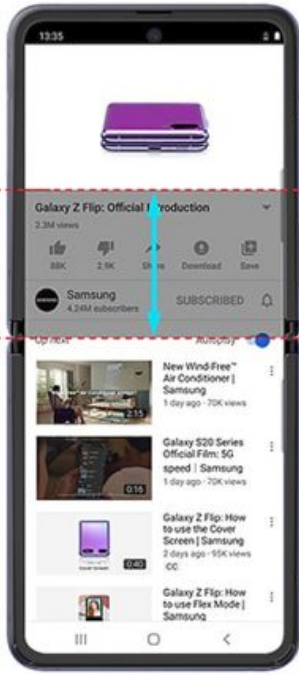 13:35
Galaxy Z Flip: Official Introduction
2.3M views
88K 2.9K Share Download Save
SAMSUNG
Samsung
4.24M subscribers
SUBSCRIBED
Up next
Autoplay
New Wind-Free™
Air Conditioner |
Samsung
1 day ago · 70K views
2:15
Galaxy S20 Series
Official Film: 5G
speed | Samsung
1 day ago · 70K views
0:16
Galaxy Z Flip: How
to use the Cover
Screen | Samsung
2 days ago · 95K views
CC
0:40
Galaxy Z Flip: How
to use Flex Mode |
Samsung